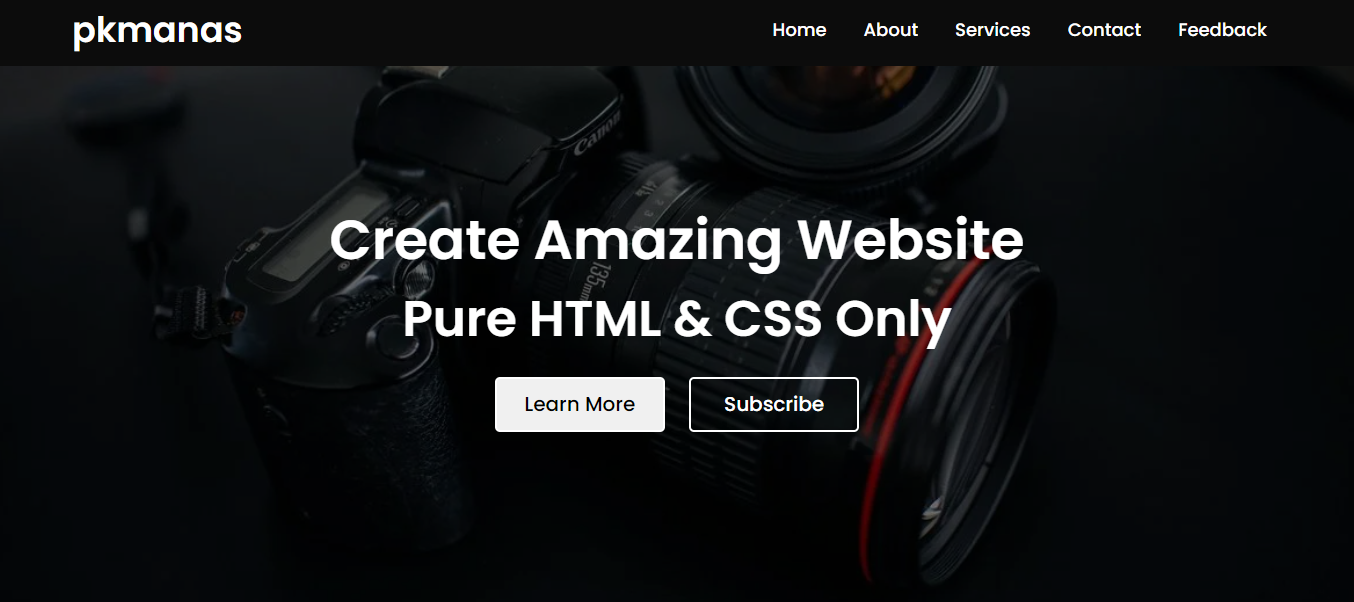 pkmanas
Home About Services Contact Feedback
Canon
135mm
Create Amazing Website
Pure HTML & CSS Only
Learn More Subscribe